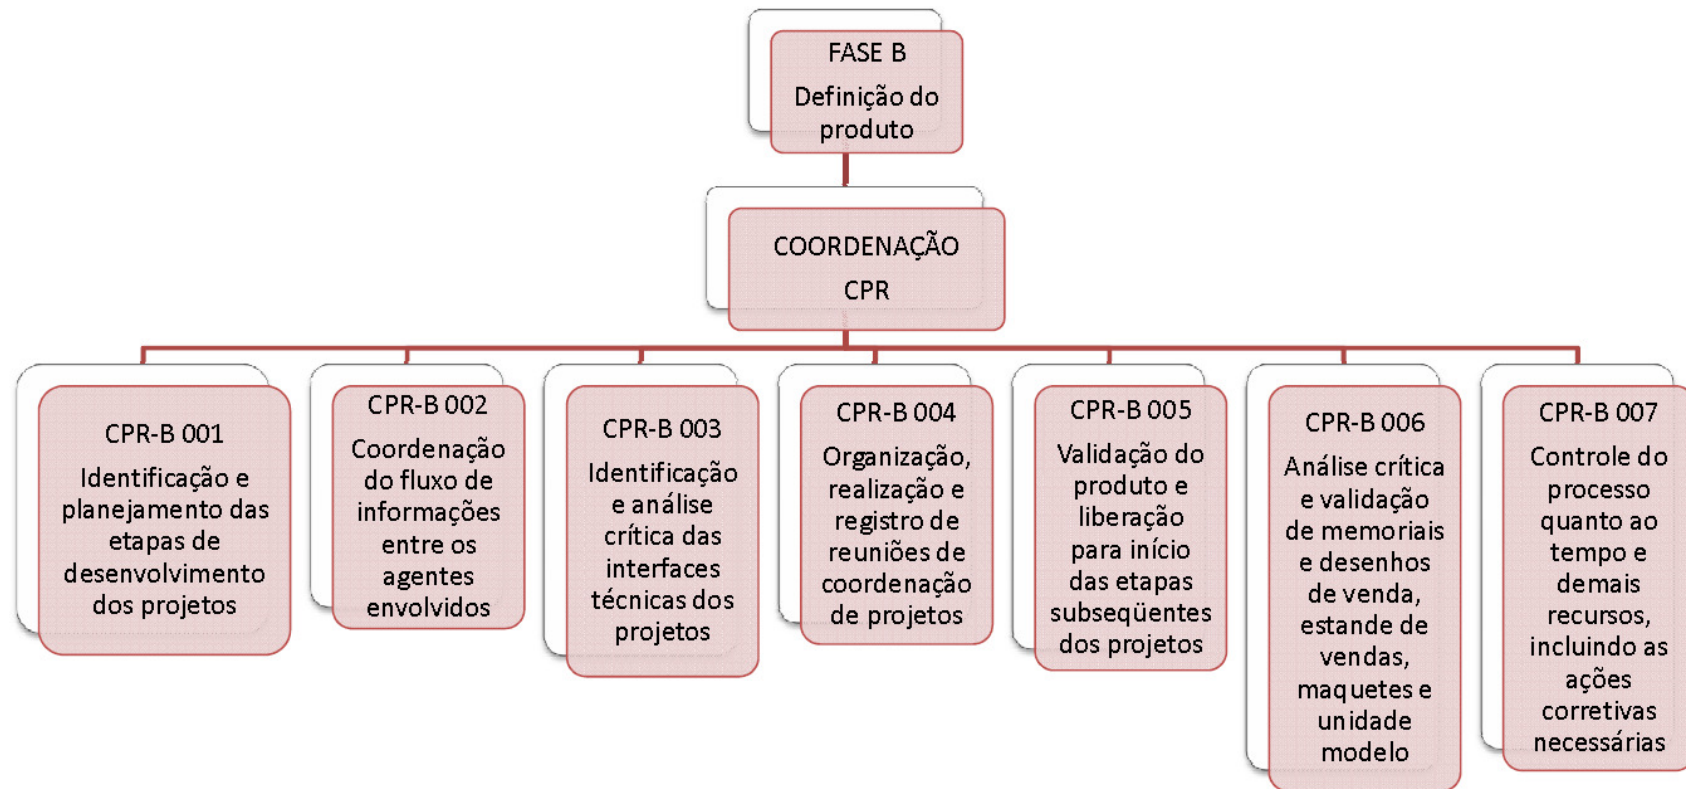 FASE B
Definição do
produto
COORDENAÇÃO
CPR
CPR-B 001
Identificação e
planejamento das
etapas de
desenvolvimento
dos projetos
CPR-B 002
Coordenação
do fluxo de
informações
entre os
agentes
envolvidos
CPR-B 003
Identificação
e análise
crítica das
interfaces
técnicas dos
projetos
CPR-B 004
Organização,
realização e
registro de
reuniões de
coordenação
de projetos
CPR-B 005
Validação do
produto e
liberação
para início
das etapas
subseqüentes
dos projetos
CPR-B 006
Análise crítica
e validação
de memoriais
e desenhos
de venda,
estande de
vendas,
maquetes e
unidade
modelo
CPR-B 007
Controle do
processo
quanto ao
tempo e
demais
recursos,
incluindo as
ações
corretivas
necessárias